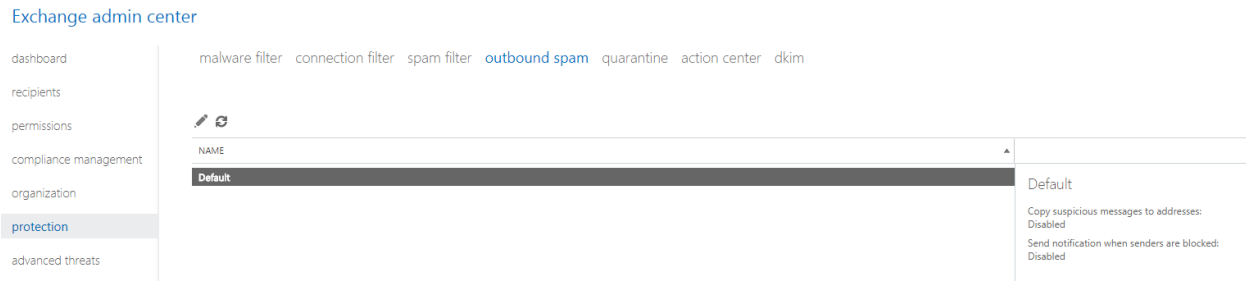 Exchange admin center
dashboard
recipients
permissions
compliance management
organization
protection
advanced threats
malware filter connection filter spam filter outbound spam quarantine action center dkim
NAME
Default
Default
Copy suspicious messages to addresses:
Disabled
Send notification when senders are blocked:
Disabled